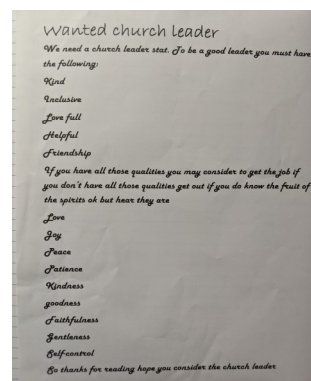 Wanted church leader
We need a church leader stat. To be a good leader you must have
the following:
Kind
Inclusive
Love full
Helpful
Friendship
If you have all those qualities you may consider to get the job if
you don't have all those qualities get out if you do know the fruit of
the spirits ok but hear they are
Love
Joy
Peace
Patience
Kindness
goodness
Faithfulness
Gentleness
Self-control
So thanks for reading hope you consider the church leader